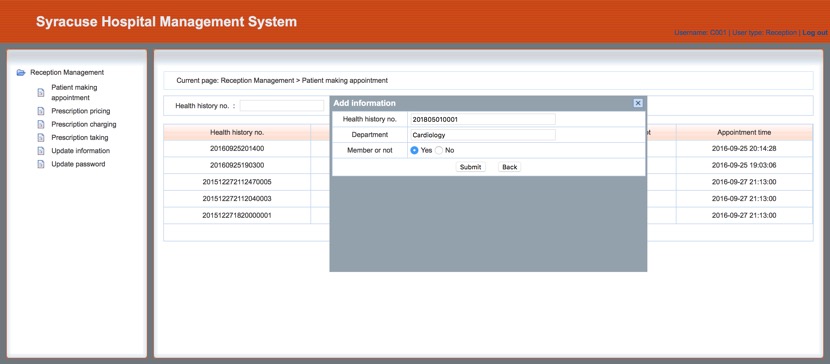 Syracuse Hospital Management System
Username: C001 | User type: Reception | Log out
Reception Management
Patient making
appointment
Prescription pricing
Prescription charging
Prescription taking
Update information
Update password
Current page: Reception Management > Patient making appointment
Health history no. :
Health history no. Appointment time
20160925201400 2016-09-25 20:14:28
20160925190300 2016-09-25 19:03:06
201512272112470005 2016-09-27 21:13:00
201512272112040003 2016-09-27 21:13:00
201512271820000001 2016-09-27 21:13:00
Add information
Health history no. 201805010001
Department Cardiology
Member or not Yes No
Submit Back